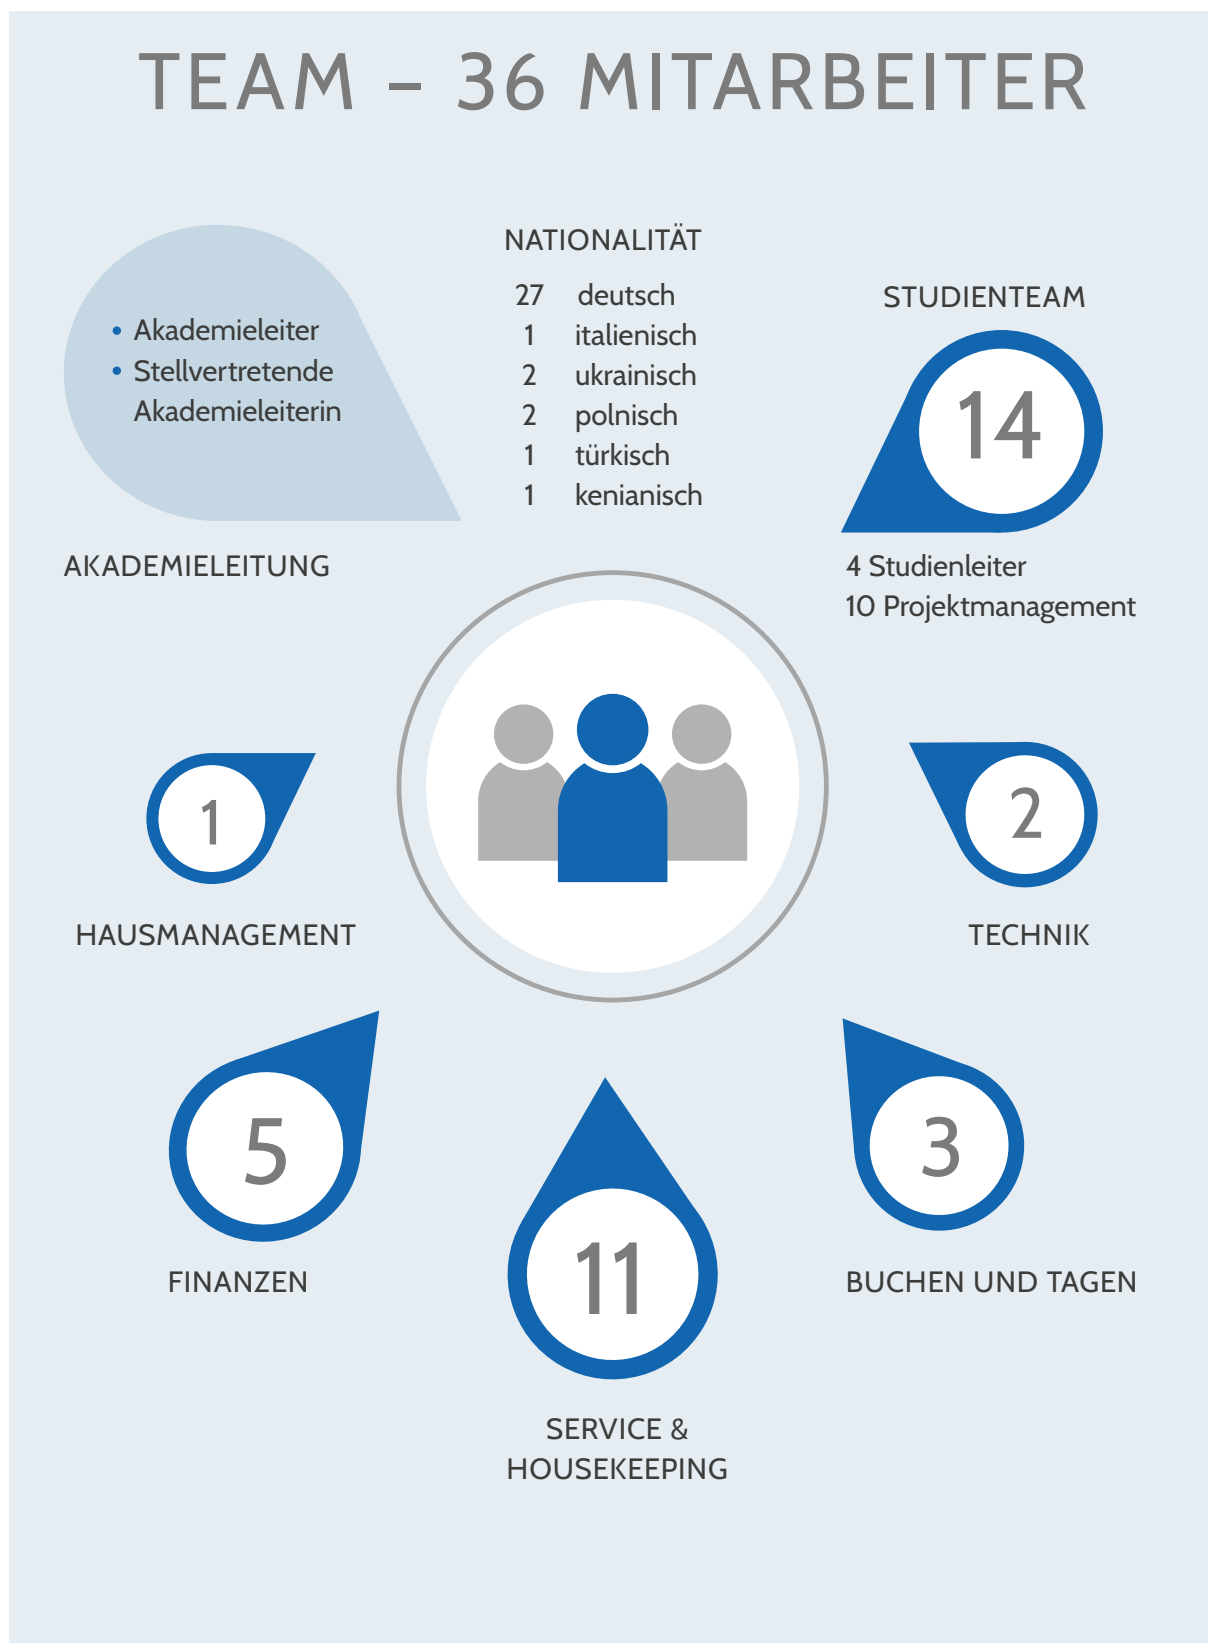 TEAM – 36 MITARBEITER
NATIONALITÄT
27 deutsch
1 italienisch
2 ukrainisch
2 polnisch
1 türkisch
1 kenianisch
• Akademieleiter
• Stellvertretende
Akademieleiterin
AKADEMIELEITUNG
STUDIENTEAM
14
4 Studienleiter
10 Projektmanagement
1
HAUSMANAGEMENT
2
TECHNIK
5
FINANZEN
11
SERVICE &
HOUSEKEEPING
3
BUCHEN UND TAGEN